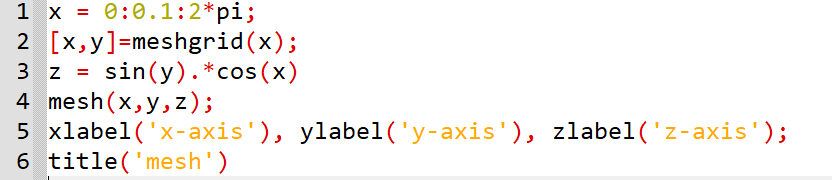 1 x = 0:0.1:2*pi;
2 [x,y]=meshgrid(x);
3 z = sin(y).*cos(x)
4 mesh(x,y,z);
5 xlabel('x-axis'), ylabel('y-axis'), zlabel('z-axis');
6 title('mesh')